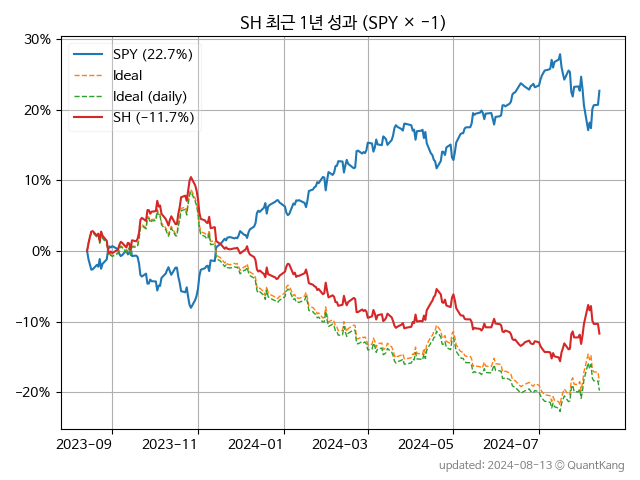 SH 최근 1년 성과 (SPY × −1)
30%
20%
10%
0%
−10%
−20%
SPY (22.7%)
Ideal
Ideal (daily)
SH (−11.7%)
2023-09
2023-11
2024-01
2024-03
2024-05
2024-07
updated: 2024-08-13 © QuantKang